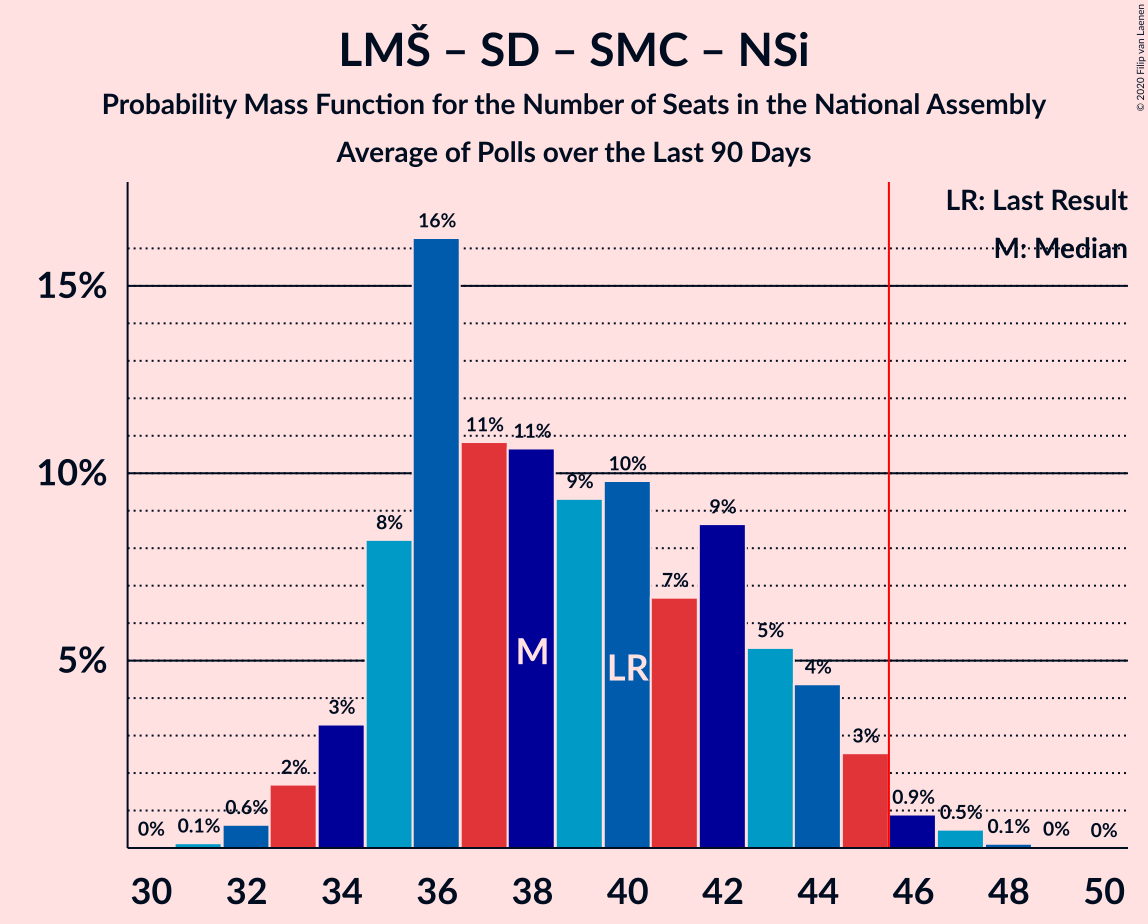 LMŠ – SD – SMC – NSi
Probability Mass Function for the Number of Seats in the National Assembly
Average of Polls over the Last 90 Days
© 2020 Filip van Laenen
LR: Last Result
M: Median
15%
10%
5%
0%
0.1%
0.6%
2%
3%
8%
16%
11%
11%
9%
10%
7%
9%
5%
4%
3%
0.9%
0.5%
0.1%
0%
0%
M
LR
30 32 34 36 38 40 42 44 46 48 50